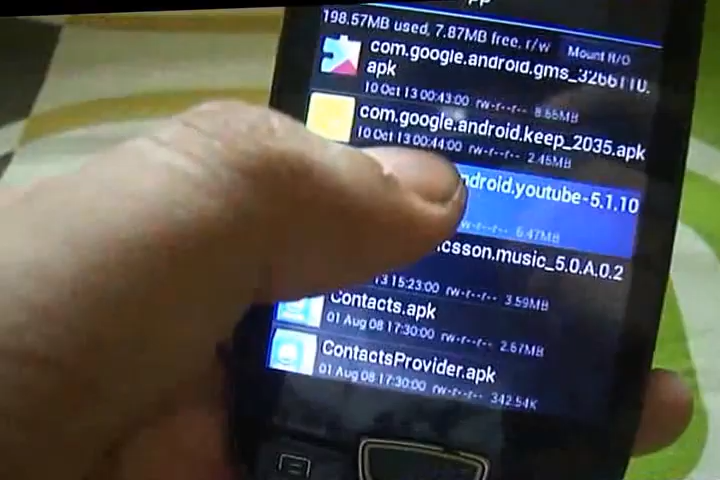 198.57MB used, 7.87MB free, r/w
Mount R/O
com.google.android.gms_3266110.
apk
10 Oct 13 00:43:00 rw-r--r-- 8.65MB
com.google.android.keep_2035.apk
10 Oct 13 00:44:00 rw-r--r-- 2.45MB
ndroid.youtube-5.1.10
w-r--r-- 6.47MB
icsson.music_5.0.A.0.2
13 15:23:00 rw-r--r-- 3.59MB
Contacts.apk
01 Aug 08 17:30:00 rw-r--r-- 2.67MB
ContactsProvider.apk
01 Aug 08 17:30:00 rw-r--r-- 342.54K